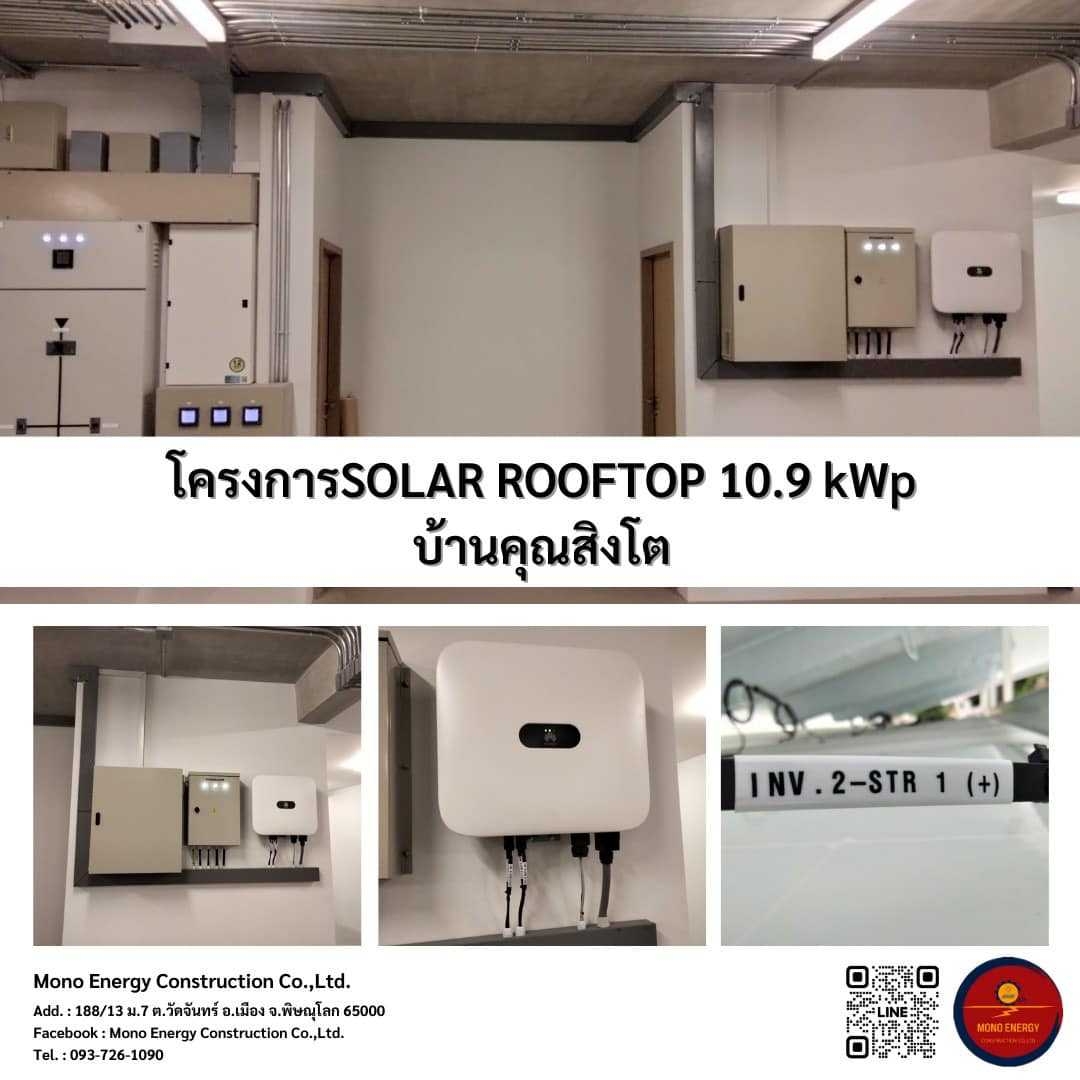 โครงการSOLAR ROOFTOP 10.9 kWp
บ้านคุณสิงโต
INV.2-STR 1 (+)
Mono Energy Construction Co.,Ltd.
Add. : 188/13 ม.7 ต.วัดจันทร์ อ.เมือง จ.พิษณุโลก 65000
Facebook : Mono Energy Construction Co.,Ltd.
Tel. : 093-726-1090
LINE
MONO ENERGY
CONSTRUCTION CO.,LTD